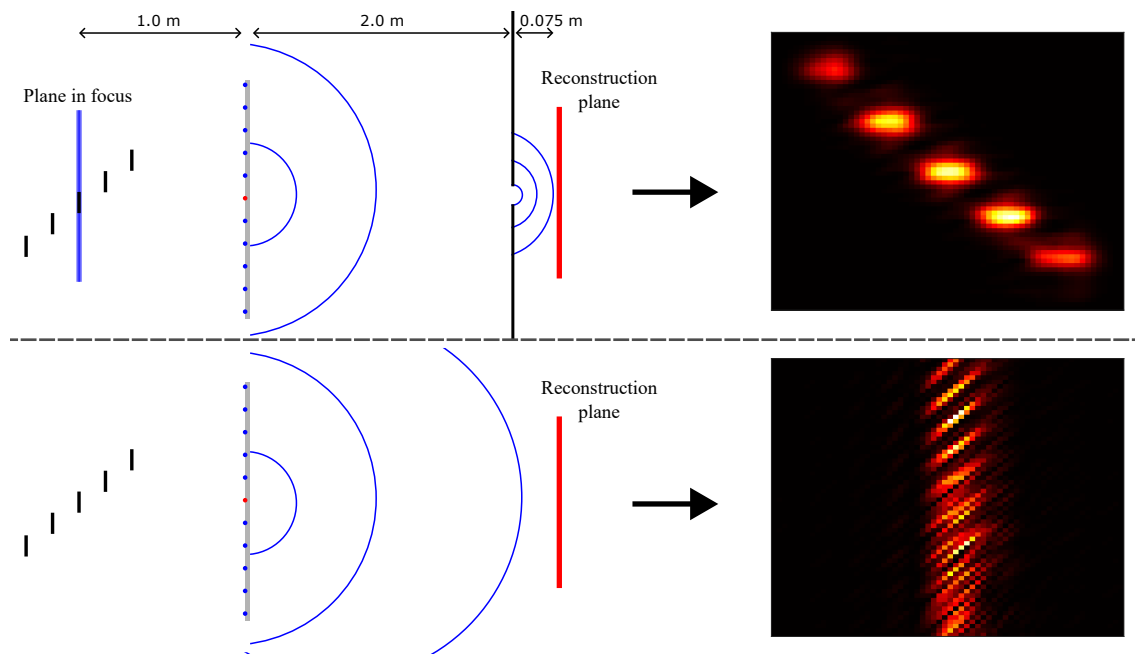 1.0 m
2.0 m
0.075 m
Plane in focus
Reconstruction
plane
Reconstruction
plane